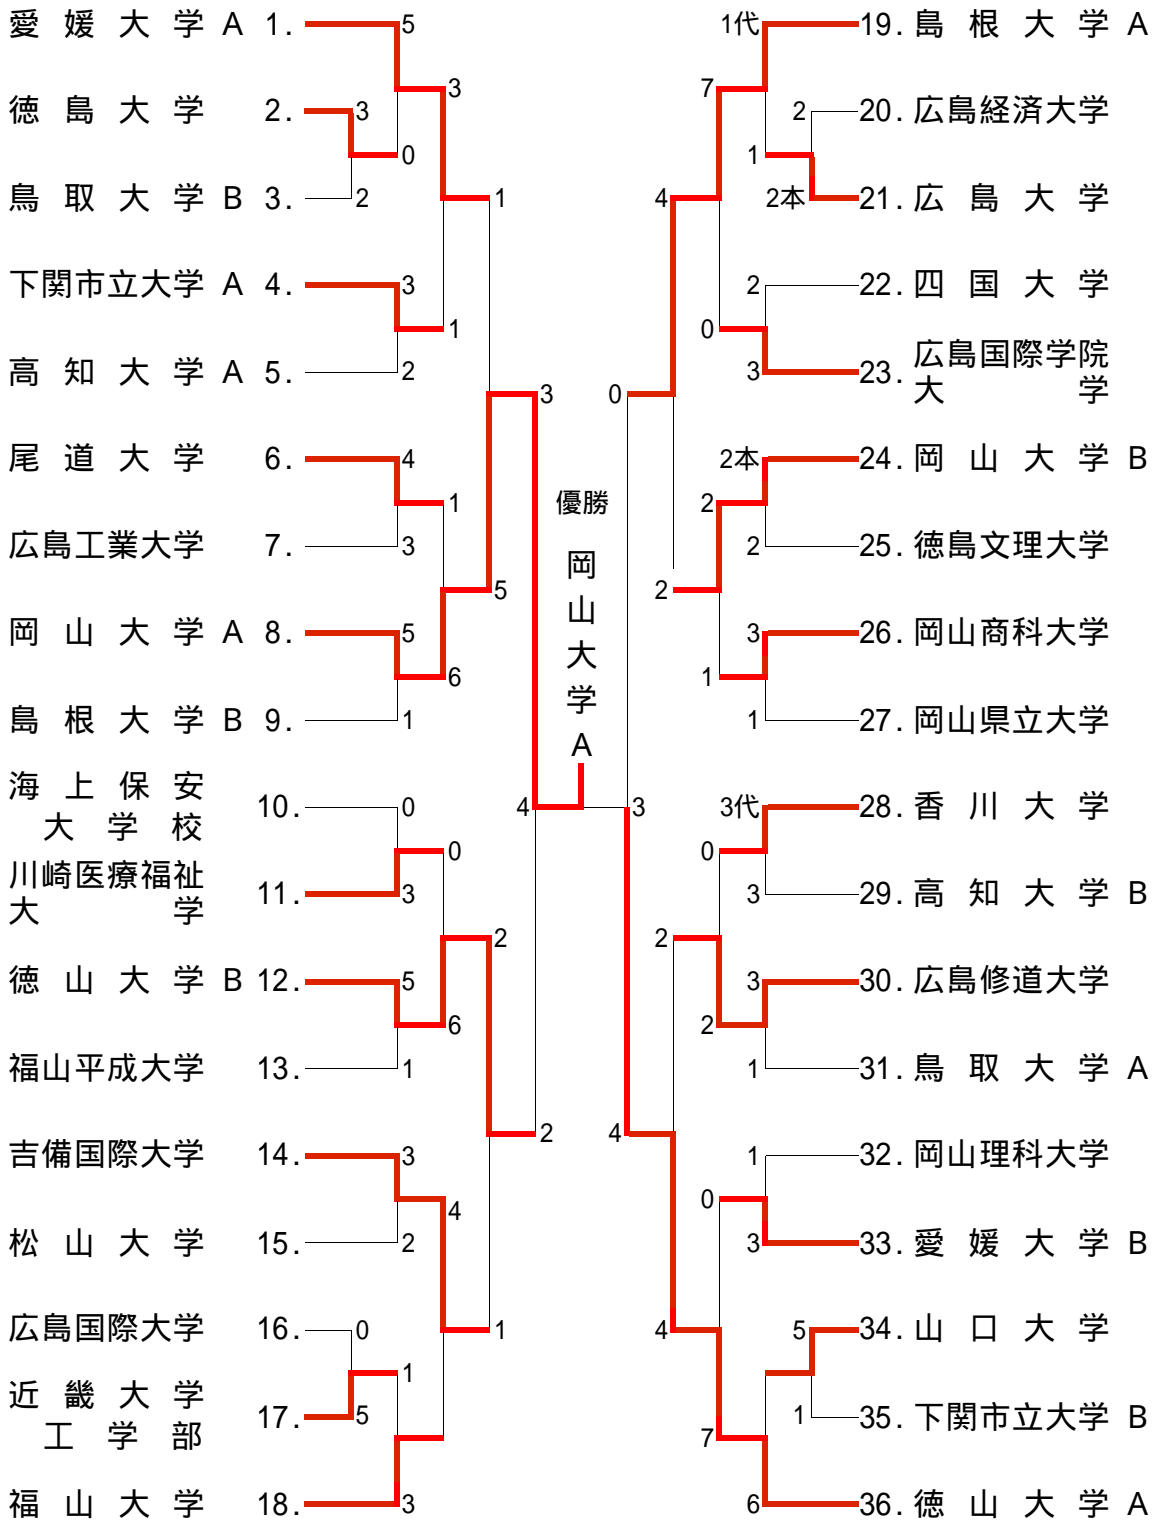 愛媛大学 A 1.
徳島大学 2.
鳥取大学 B 3.
下関市立大学 A 4.
高知大学 A 5.
尾道大学 6.
広島工業大学 7.
岡山大学 A 8.
島根大学 B 9.
海上保安
大学校
10.
川崎医療福祉
大学
11.
徳山大学 B 12.
福山平成大学 13.
吉備国際大学 14.
松山大学 15.
広島国際大学 16.
近畿大学
工学部
17.
福山大学 18.
5
3
2
0
3
3
2
1
1
4
3
1
5
1
6
5
3
0
3
0
5
1
6
2
3
2
4
0
5
1
3
1
2
4
優勝
岡
山
大
学
A
3
0
4
1代
7
2
2本
1
2
3
0
2本
2
2
3
1
1
2
3代
3
0
3
1
2
2
1
3
0
5
1
6
7
4
4
19. 島根大学 A
20. 広島経済大学
21. 広島大学
22. 四国大学
23. 広島国際学院
大学
24. 岡山大学 B
25. 徳島文理大学
26. 岡山商科大学
27. 岡山県立大学
28. 香川大学
29. 高知大学 B
30. 広島修道大学
31. 鳥取大学 A
32. 岡山理科大学
33. 愛媛大学 B
34. 山口大学
35. 下関市立大学 B
36. 徳山大学 A